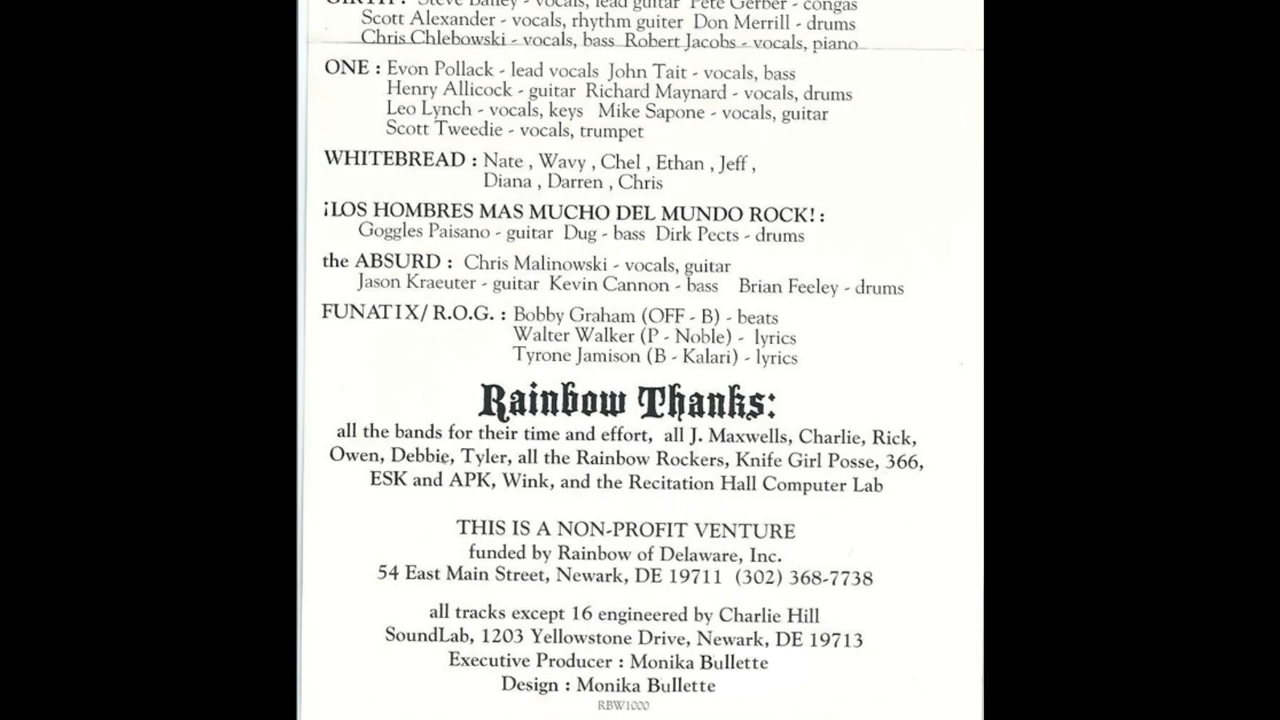 GIRTH : Steve Bailey - vocals, lead guitar Pete Gerber - congas
Scott Alexander - vocals, rhythm guiter Don Merrill - drums
Chris Chlebowski - vocals, bass Robert Jacobs - vocals, piano
ONE : Evon Pollack - lead vocals John Tait - vocals, bass
Henry Allicock - guitar Richard Maynard - vocals, drums
Leo Lynch - vocals, keys Mike Sapone - vocals, guitar
Scott Tweedie - vocals, trumpet
WHITEBREAD : Nate , Wavy , Chel , Ethan , Jeff ,
Diana , Darren , Chris
¡LOS HOMBRES MAS MUCHO DEL MUNDO ROCK! :
Goggles Paisano - guitar Dug - bass Dirk Pects - drums
the ABSURD : Chris Malinowski - vocals, guitar
Jason Kraeuter - guitar Kevin Cannon - bass Brian Feeley - drums
FUNATIX/ R.O.G. : Bobby Graham (OFF - B) - beats
Walter Walker (P - Noble) - lyrics
Tyrone Jamison (B - Kalari) - lyrics
Rainbow Thanks:
all the bands for their time and effort, all J. Maxwells, Charlie, Rick,
Owen, Debbie, Tyler, all the Rainbow Rockers, Knife Girl Posse, 366,
ESK and APK, Wink, and the Recitation Hall Computer Lab
THIS IS A NON-PROFIT VENTURE
funded by Rainbow of Delaware, Inc.
54 East Main Street, Newark, DE 19711 (302) 368-7738
all tracks except 16 engineered by Charlie Hill
SoundLab, 1203 Yellowstone Drive, Newark, DE 19713
Executive Producer : Monika Bullette
Design : Monika Bullette
RBW1000